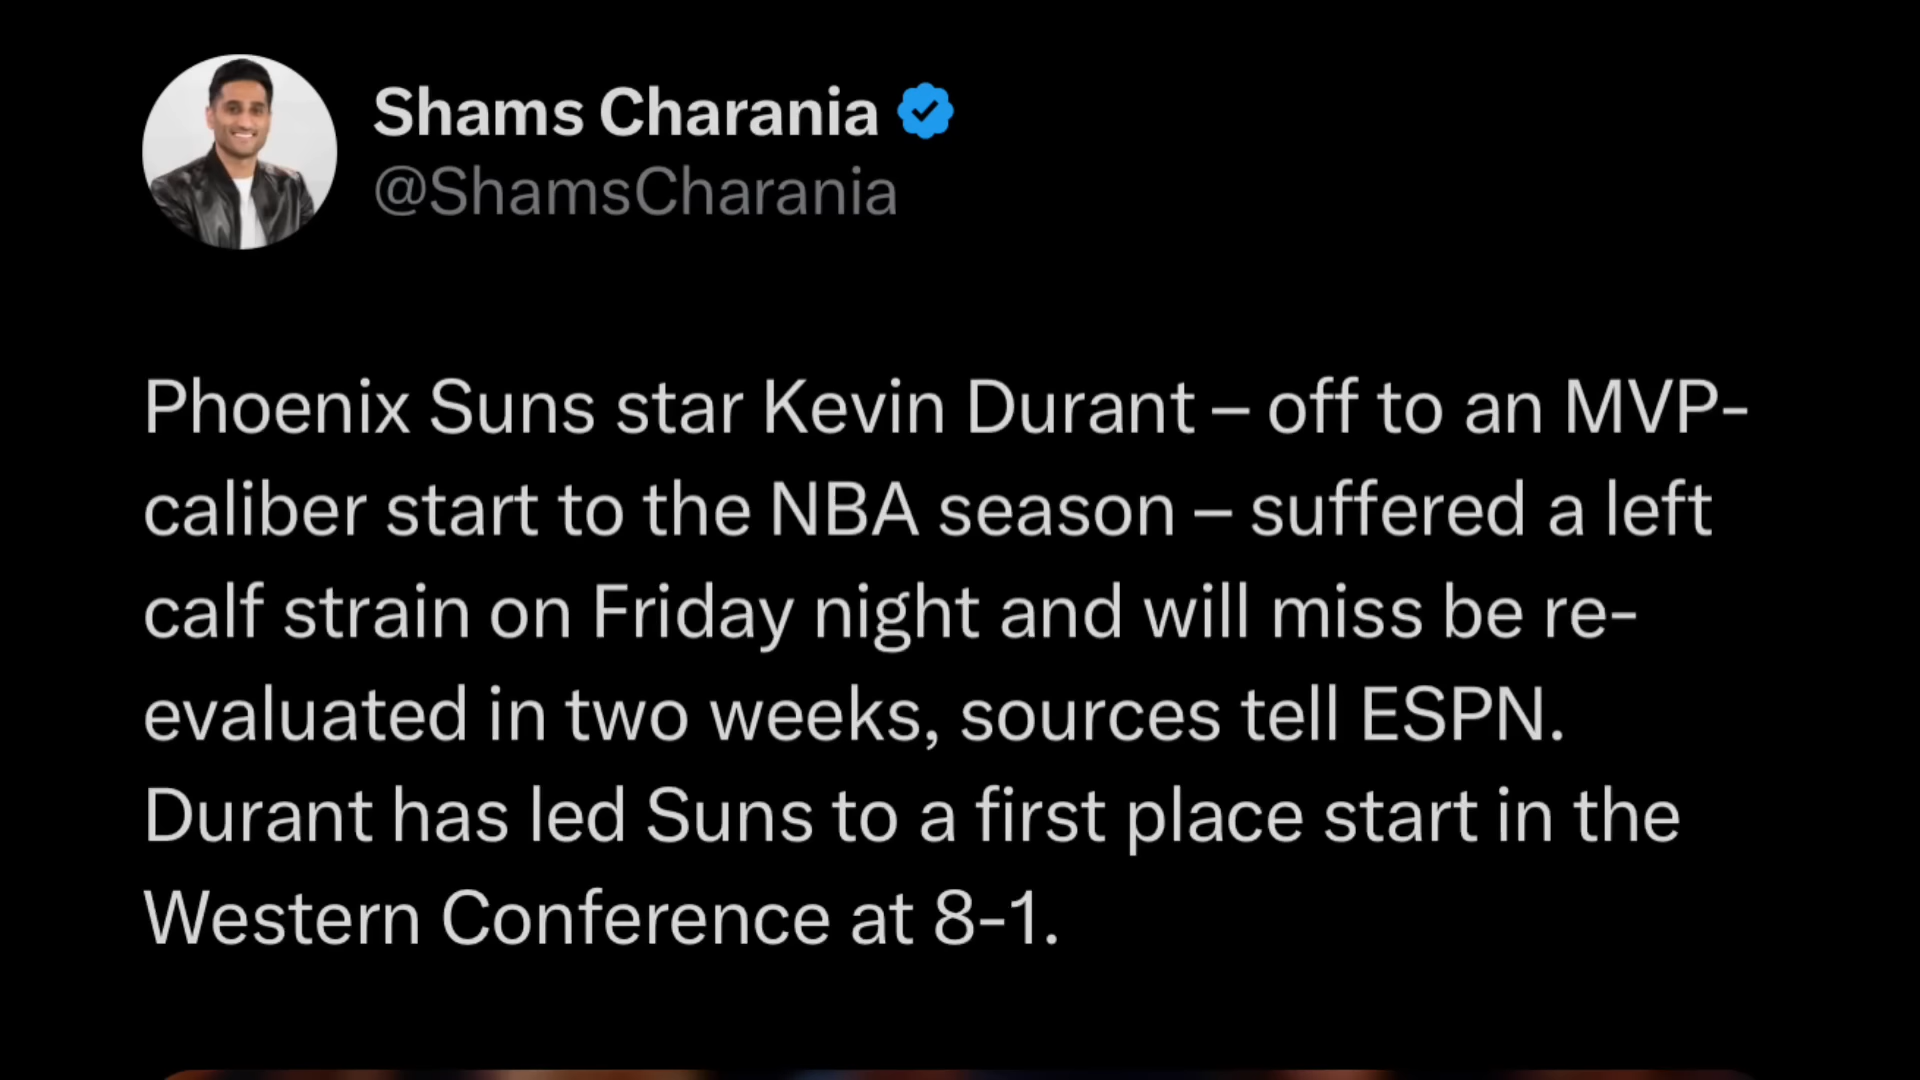 Shams Charania
@ShamsCharania
Phoenix Suns star Kevin Durant – off to an MVP-
caliber start to the NBA season – suffered a left
calf strain on Friday night and will miss be re-
evaluated in two weeks, sources tell ESPN.
Durant has led Suns to a first place start in the
Western Conference at 8-1.